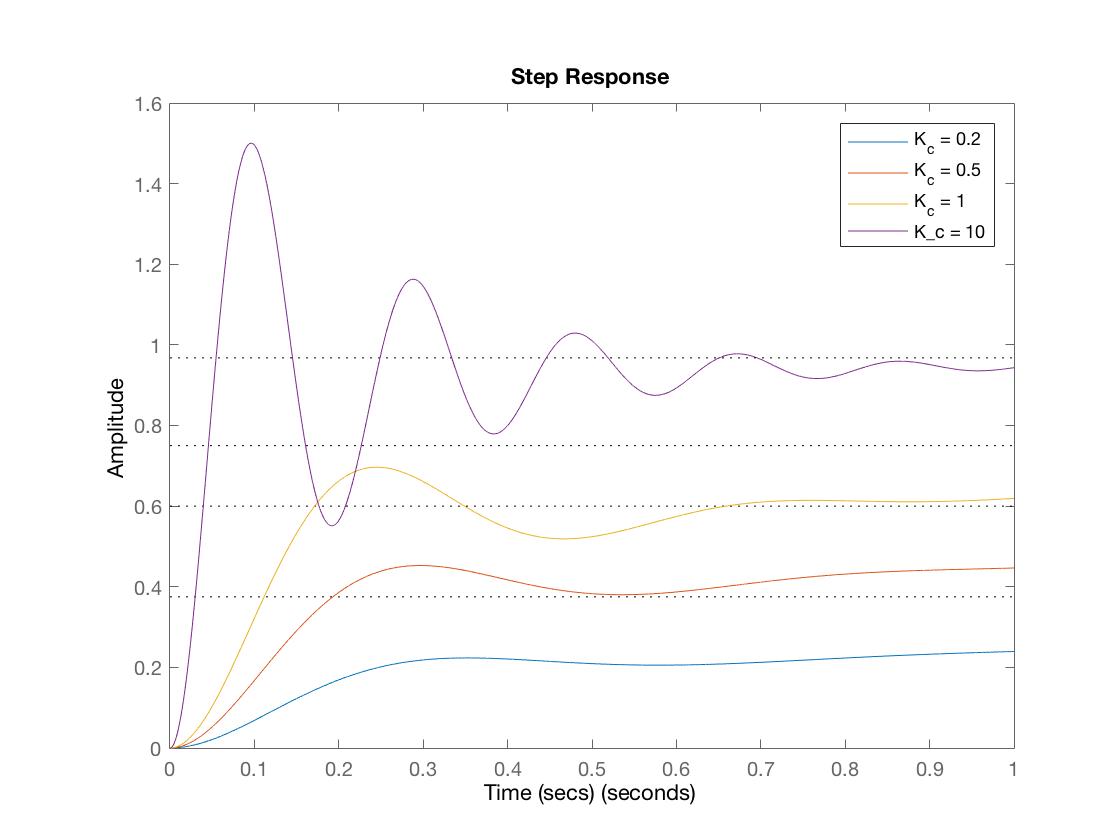 Step Response
Amplitude
1.6
1.4
1.2
1
0.8
0.6
0.4
0.2
0
0 0.1 0.2 0.3 0.4 0.5 0.6 0.7 0.8 0.9 1
Time (secs) (seconds)
K_c = 0.2
K_c = 0.5
K_c = 1
K_c = 10